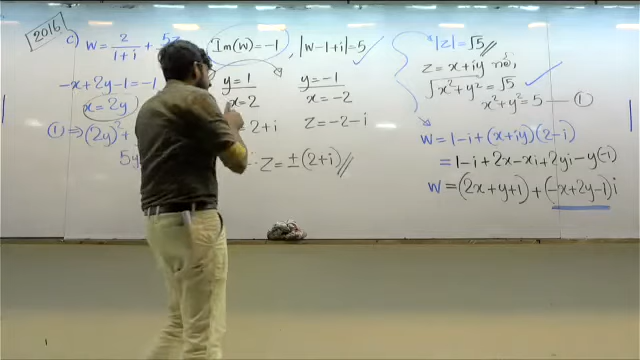 2016
c) w = 2/(1+i) + 5z Im(w) = -1, |w-1+i| = 5
-x+2y-1 = -1
x = 2y
① ⇒ (2y)² +
5y
y = 1
x = 2
2+i
y = -1
x = -2
z = -2-i
∴ z = ±(2+i)//
|z| = √5//
z = x+iy
√x²+y² = √5
x²+y² = 5 — ①
w = 1-i+(x+iy)(2-i)
= 1-i+2x-xi+2yi-y(-1)
w = (2x+y+1)+(-x+2y-1)i